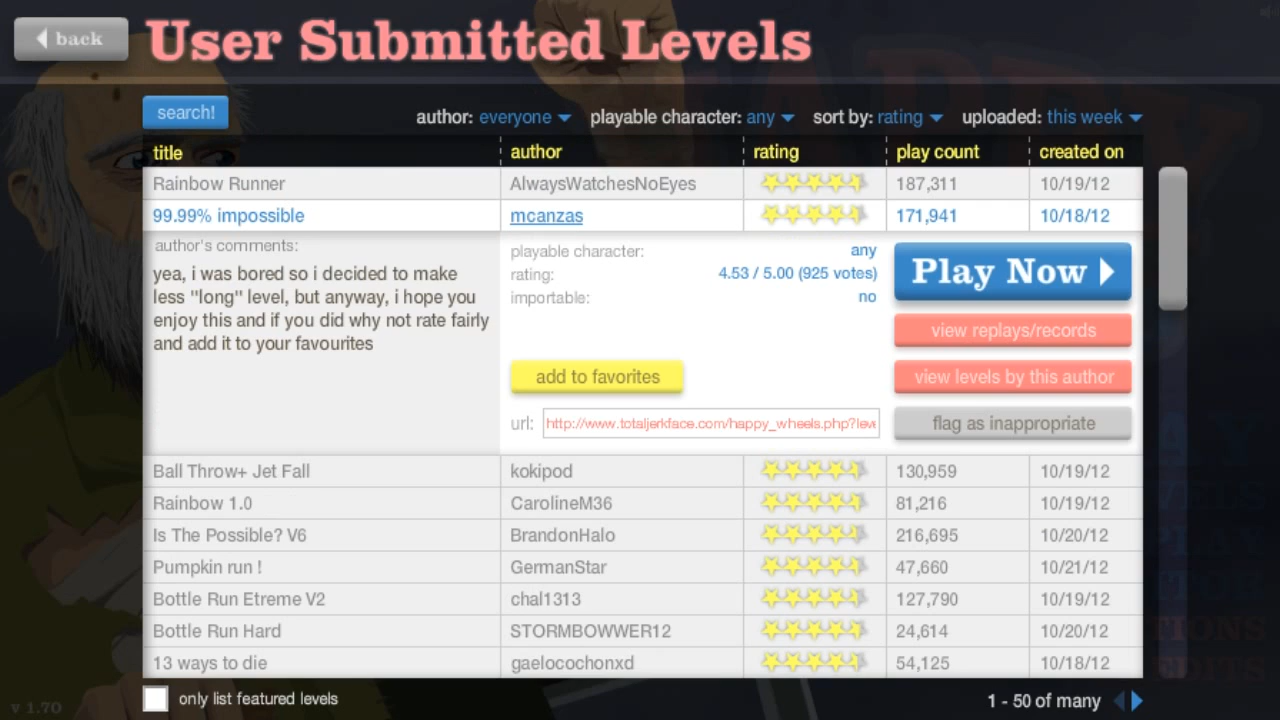 back
User Submitted Levels
search!
author: everyone playable character: any sort by: rating uploaded: this week
title author rating play count created on
Rainbow Runner AlwaysWatchesNoEyes 187,311 10/19/12
99.99% impossible mcanzas 171,941 10/18/12
author's comments:
yea, i was bored so i decided to make
less "long" level, but anyway, i hope you
enjoy this and if you did why not rate fairly
and add it to your favourites
playable character: any
rating: 4.53 / 5.00 (925 votes)
importable: no
add to favorites
url: http://www.totaljerkface.com/happy_wheels.php?lev
Play Now
view replays/records
view levels by this author
flag as inappropriate
Ball Throw+ Jet Fall kokipod 130,959 10/19/12
Rainbow 1.0 CarolineM36 81,216 10/19/12
Is The Possible? V6 BrandonHalo 216,695 10/20/12
Pumpkin run ! GermanStar 47,660 10/21/12
Bottle Run Etreme V2 chal1313 127,790 10/19/12
Bottle Run Hard STORMBOWWER12 24,614 10/20/12
13 ways to die gaelocochonxd 54,125 10/18/12
only list featured levels
1 - 50 of many
v 1.70